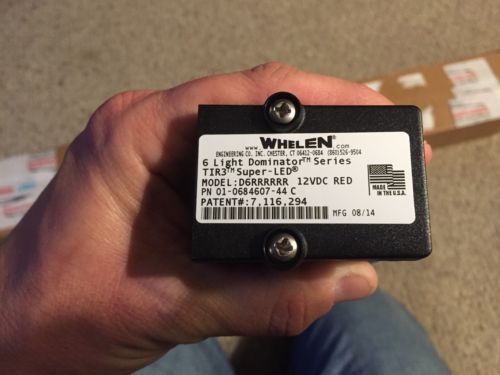 www.WHELEN.com
ENGINEERING CO. INC. CHESTER, CT 06412-0684 (860)526-9504
6 Light Dominator™ Series
TIR3™ Super-LED®
MODEL:D6RRRRRR 12VDC RED
PN 01-0684607-44 C
PATENT#:7,116,294
MADE IN THE U.S.A.
MFG 08/14